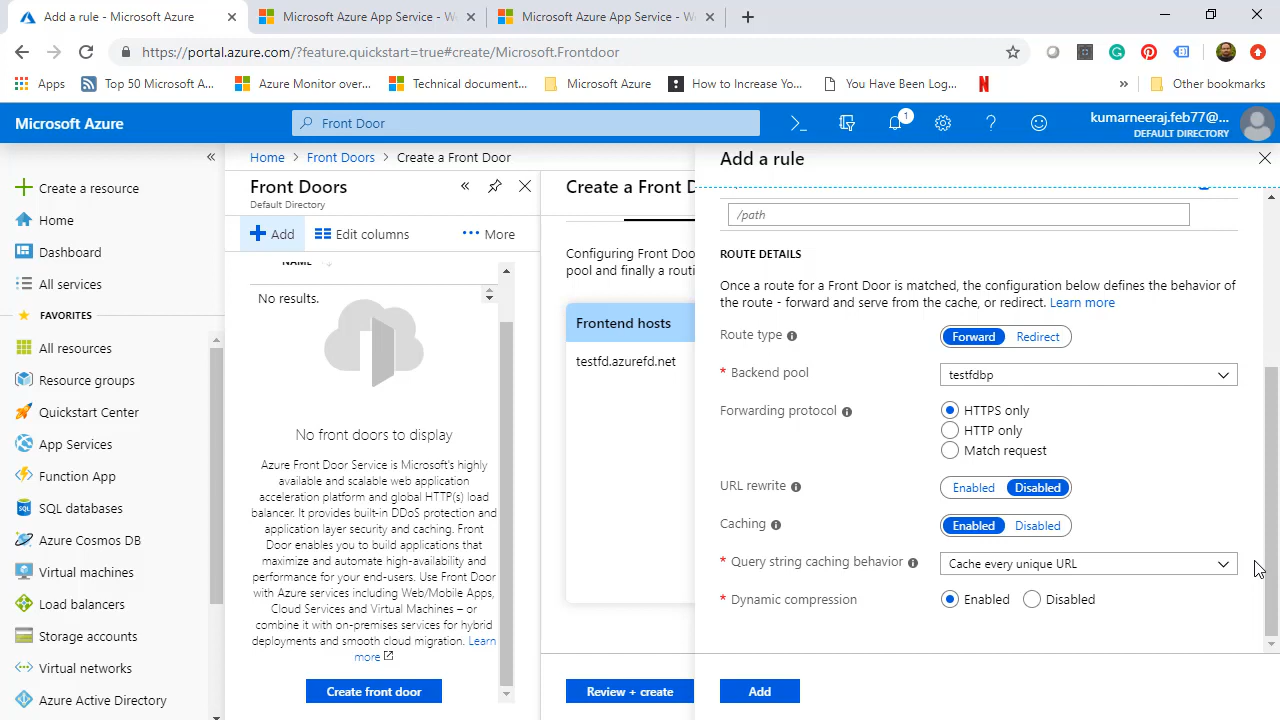 Add a rule - Microsoft Azure
Microsoft Azure App Service - W
Microsoft Azure App Service - W
https://portal.azure.com/?feature.quickstart=true#create/Microsoft.Frontdoor
Apps
Top 50 Microsoft A...
Azure Monitor over...
Technical document...
Microsoft Azure
How to Increase You...
You Have Been Log...
Other bookmarks
Microsoft Azure
Front Door
1
kumarneeraj.feb77@...
DEFAULT DIRECTORY
Create a resource
Home
Dashboard
All services
FAVORITES
All resources
Resource groups
Quickstart Center
App Services
Function App
SQL databases
Azure Cosmos DB
Virtual machines
Load balancers
Storage accounts
Virtual networks
Azure Active Directory
Home > Front Doors > Create a Front Door
Front Doors
Default Directory
Add
Edit columns
More
NAME
No results.
No front doors to display
Azure Front Door Service is Microsoft's highly
available and scalable web application
acceleration platform and global HTTP(s) load
balancer. It provides built-in DDoS protection and
application layer security and caching. Front
Door enables you to build applications that
maximize and automate high-availability and
performance for your end-users. Use Front Door
with Azure services including Web/Mobile Apps,
Cloud Services and Virtual Machines – or
combine it with on-premises services for hybrid
deployments and smooth cloud migration. Learn
more
Create front door
Create a Front D
Configuring Front Doo
pool and finally a routi
Frontend hosts
testfd.azurefd.net
Review + create
Add a rule
/path
ROUTE DETAILS
Once a route for a Front Door is matched, the configuration below defines the behavior of
the route - forward and serve from the cache, or redirect. Learn more
Route type
Forward
Redirect
* Backend pool
testfdbp
Forwarding protocol
HTTPS only
HTTP only
Match request
URL rewrite
Enabled
Disabled
Caching
Enabled
Disabled
* Query string caching behavior
Cache every unique URL
* Dynamic compression
Enabled
Disabled
Add